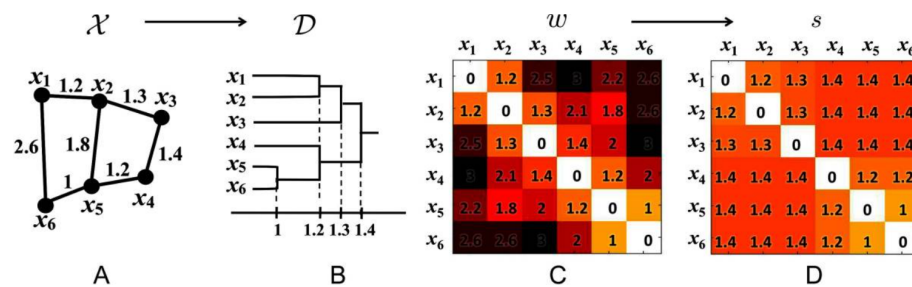 𝒳 → 𝒟
x1 1.2 x2 1.3 x3
2.6 1.8 1.4
1 1.2
x6 x5 x4
A
x1
x2
x3
x4
x5
x6
1 1.2 1.3 1.4
B
w → s
x1 x2 x3 x4 x5 x6
x1 0 1.2 2.5 3 2.2 2.6
x2 1.2 0 1.3 2.1 1.8 2.6
x3 2.5 1.3 0 1.4 2 3
x4 3 2.1 1.4 0 1.2 2
x5 2.2 1.8 2 1.2 0 1
x6 2.6 2.6 3 2 1 0
C
x1 x2 x3 x4 x5 x6
x1 0 1.2 1.3 1.4 1.4 1.4
x2 1.2 0 1.3 1.4 1.4 1.4
x3 1.3 1.3 0 1.4 1.4 1.4
x4 1.4 1.4 1.4 0 1.2 1.2
x5 1.4 1.4 1.4 1.2 0 1
x6 1.4 1.4 1.4 1.2 1 0
D